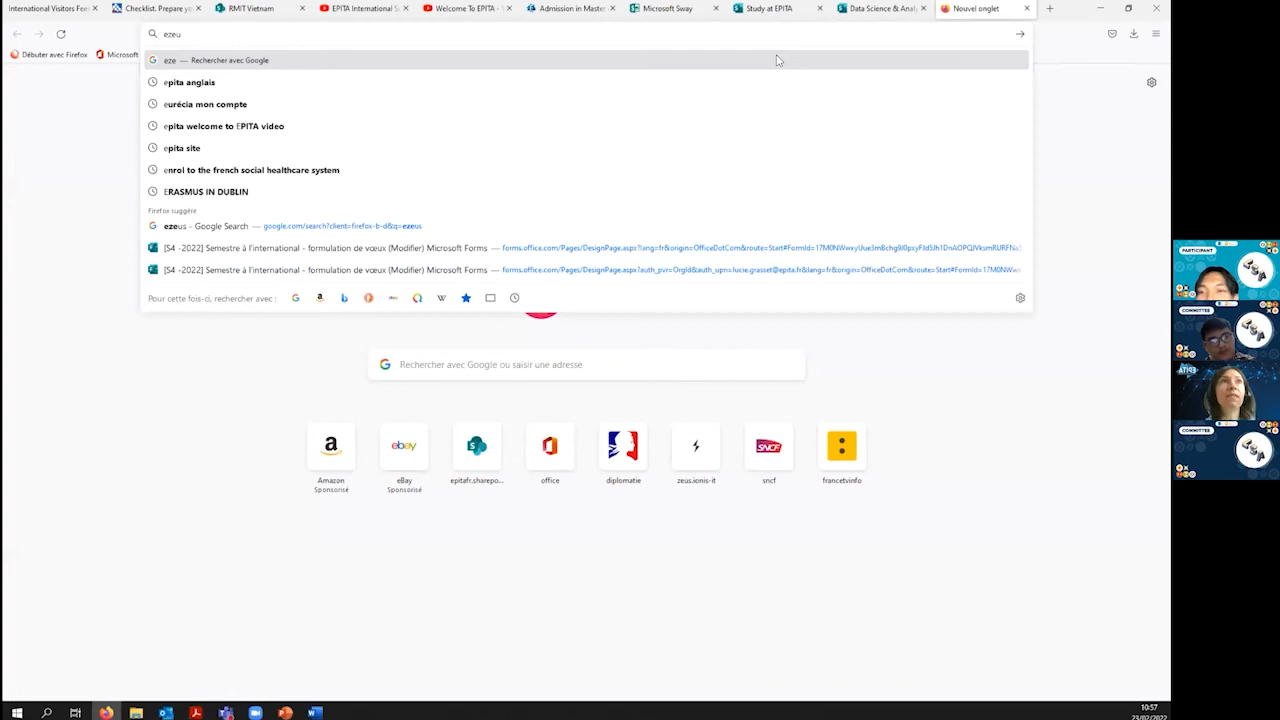 International Visitors Fee
Checklist. Prepare yo
RMIT Vietnam
EPITA International S
Welcome To EPITA -
Admission in Master
Microsoft Sway
Study at EPITA
Data Science & Anal
Nouvel onglet
ezeu
Débuter avec Firefox
Microsoft
eze — Rechercher avec Google
epita anglais
eurécia mon compte
epita welcome to EPITA video
epita site
enrol to the french social healthcare system
ERASMUS IN DUBLIN
Firefox suggère
ezeus - Google Search — google.com/search?client=firefox-b-d&q=ezeus
[S4 -2022] Semestre à l'international - formulation de vœux (Modifier) Microsoft Forms
[S4 -2022] Semestre à l'international - formulation de vœux (Modifier) Microsoft Forms
Pour cette fois-ci, rechercher avec :
Rechercher avec Google ou saisir une adresse
Amazon
Sponsorisé
eBay
Sponsorisé
epitafr.sharepo...
office
diplomatie
zeus.ionis-it
sncf
francetvinfo
a
ebay
SNCF
PARTICIPANT
COMMITTEE
COMMITTEE
10:57
23/02/2022